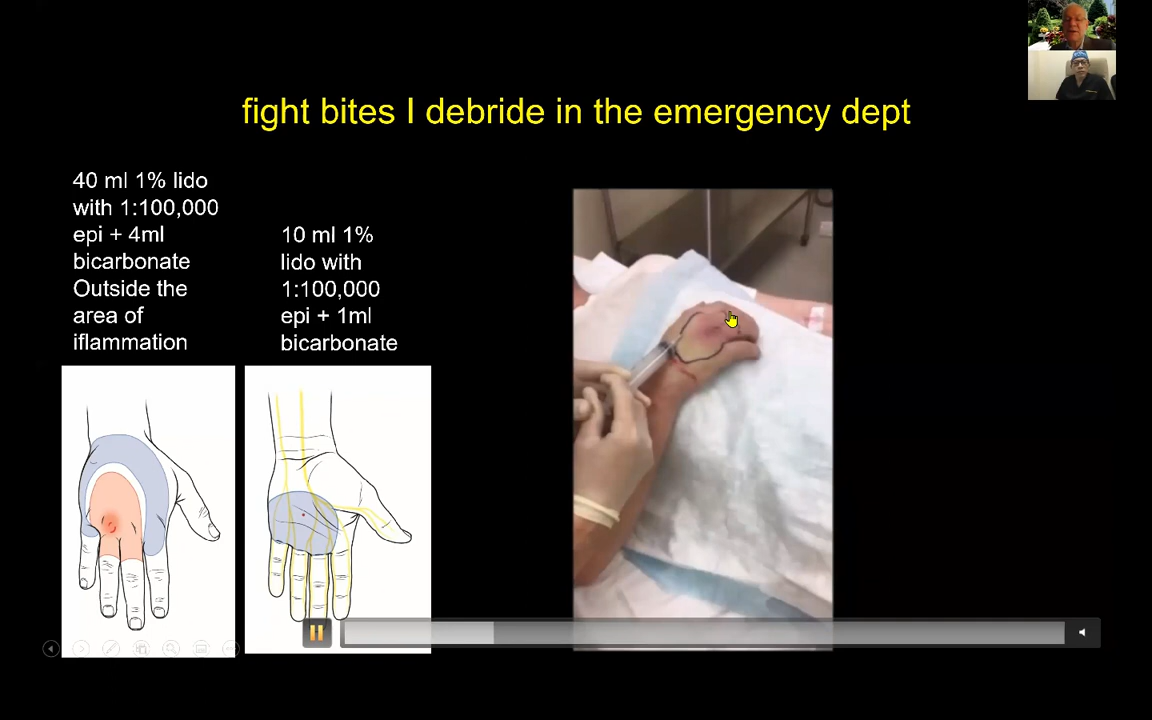 fight bites I debride in the emergency dept
40 ml 1% lido
with 1:100,000
epi + 4ml
bicarbonate
Outside the
area of
iflammation
10 ml 1%
lido with
1:100,000
epi + 1ml
bicarbonate